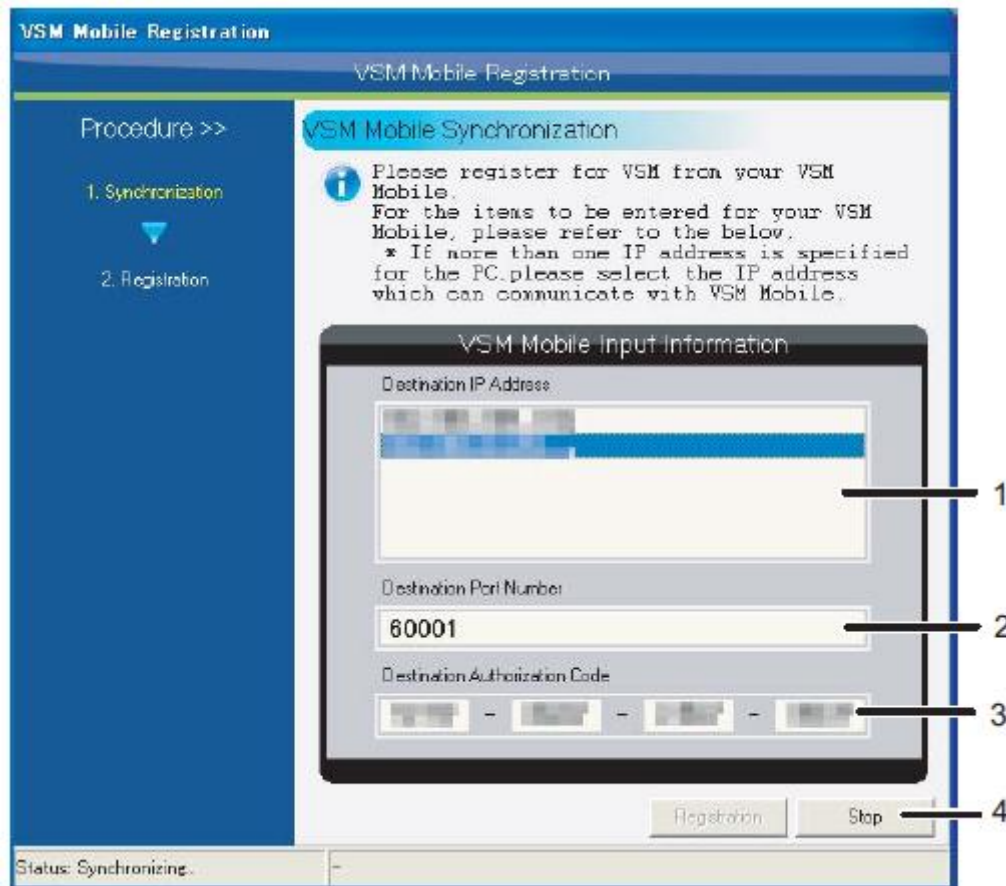 VSM Mobile Registration
VSM Mobile Registration
Procedure >>
1. Synchronization
2. Registration
VSM Mobile Synchronization
Please register for VSM from your VSM
Mobile.
For the items to be entered for your VSM
Mobile, please refer to the below.
* If more than one IP address is specified
for the PC.please select the IP address
which can communicate with VSM Mobile.
VSM Mobile Input Information
Destination IP Address
1
Destination Port Number
60001
2
Destination Authorization Code
- - -
3
Registration
Stop
4
Status: Synchronizing..
-